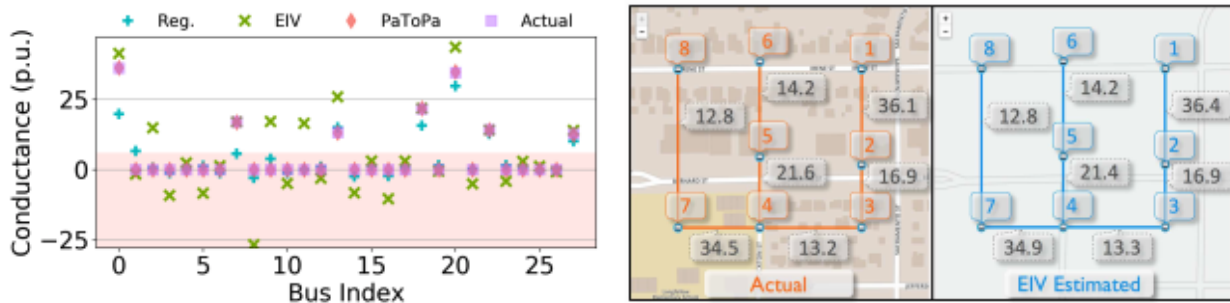 Reg. EIV PaToPa Actual
Conductance (p.u.)
25
0
−25
0 5 10 15 20 25
Bus Index
+
−
8 6 1
14.2
12.8 36.1
5 2
21.6 16.9
7 4 3
34.5 13.2
Actual
+
−
8 6 1
14.2
12.8 36.4
5 2
21.4 16.9
7 4 3
34.9 13.3
EIV Estimated